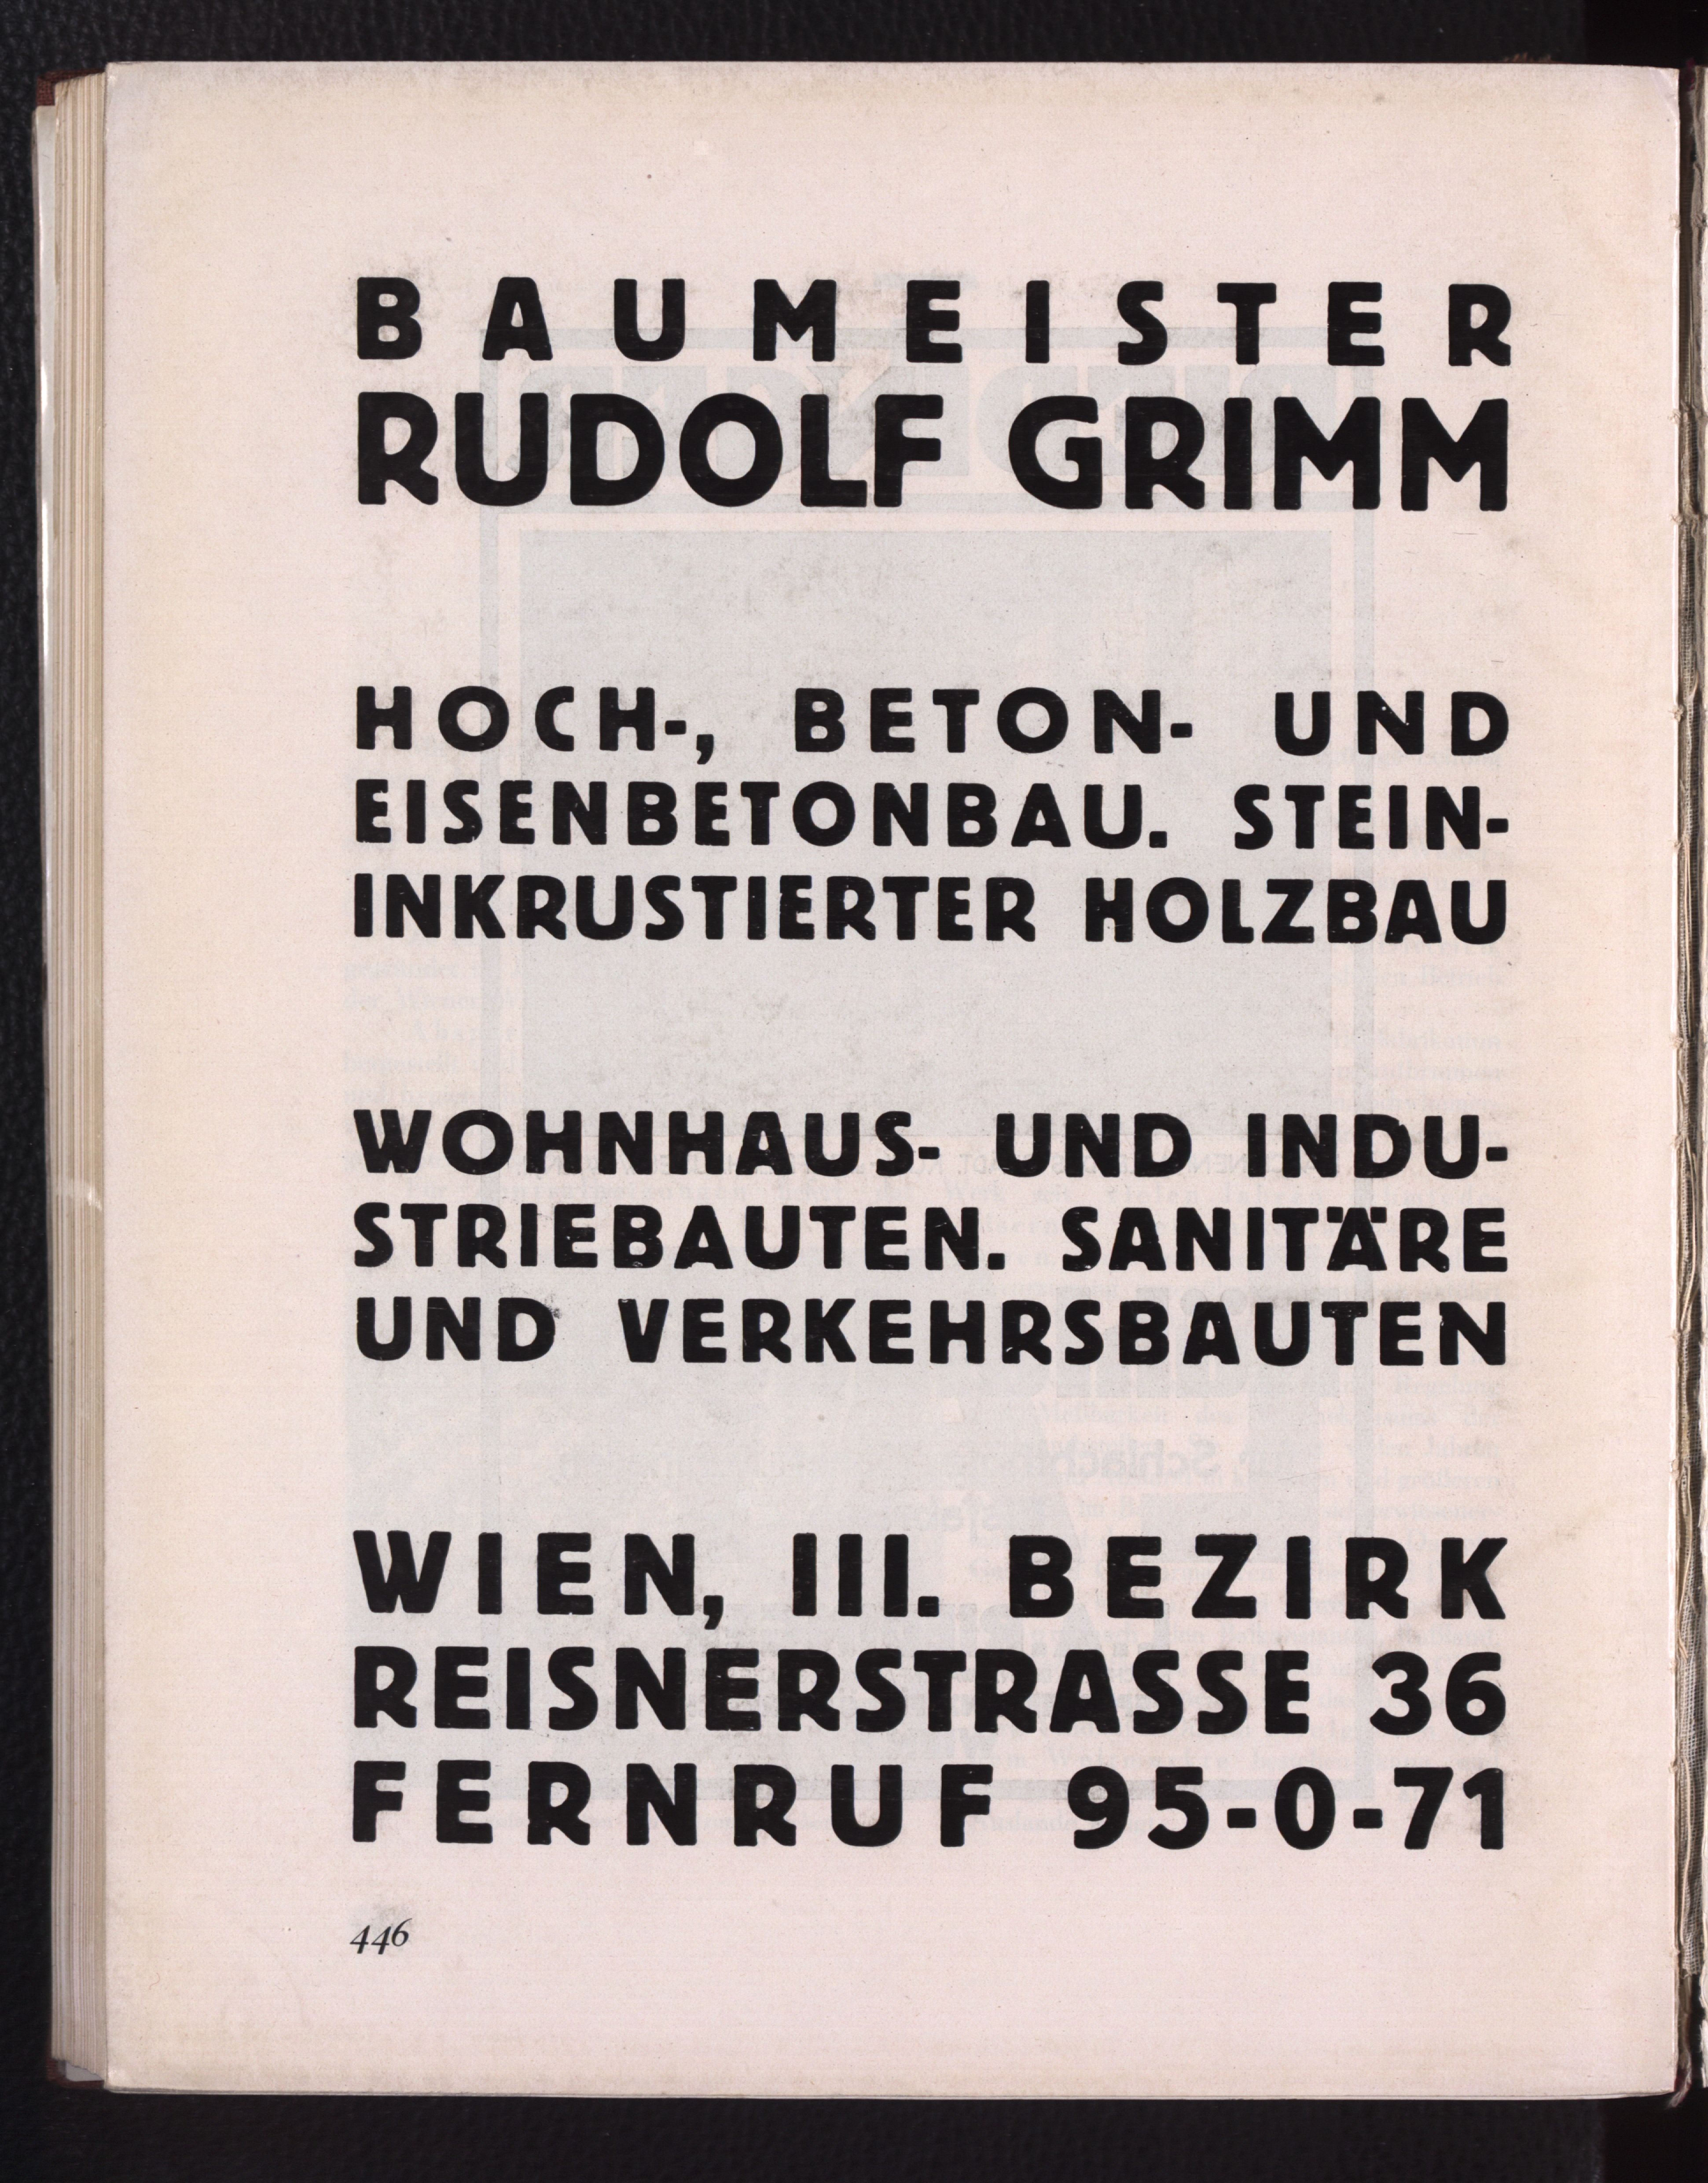 BAUMEISTER
RUDOLF GRIMM
HOCH-, BETON- UND
EISENBETONBAU. STEIN-
INKRUSTIERTER HOLZBAU
WOHNHAUS- UND INDU-
STRIEBAUTEN. SANITÄRE
UND VERKEHRSBAUTEN
WIEN, III. BEZIRK
REISNERSTRASSE 36
FERNRUF 95-0-71
446